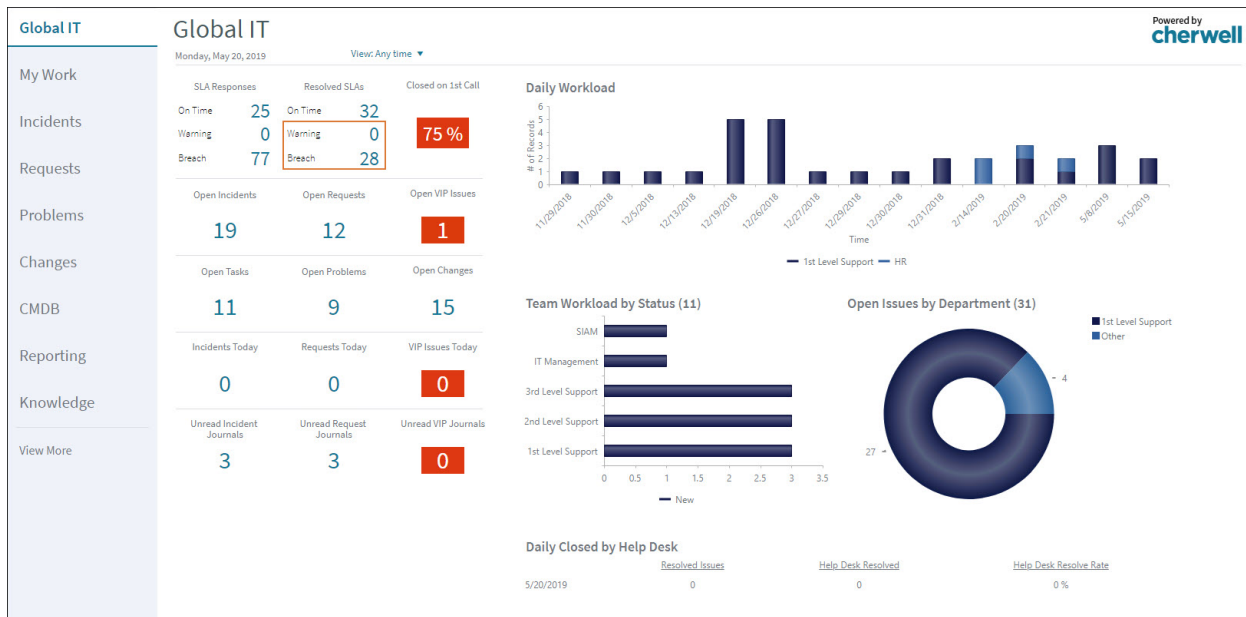 Global IT
My Work
Incidents
Requests
Problems
Changes
CMDB
Reporting
Knowledge
View More
Global IT
Monday, May 20, 2019
View: Any time
Powered by
cherwell
SLA Responses
On Time 25
Warning 0
Breach 77
Resolved SLAs
On Time 32
Warning 0
Breach 28
Closed on 1st Call
75 %
Open Incidents
19
Open Requests
12
Open VIP Issues
1
Open Tasks
11
Open Problems
9
Open Changes
15
Incidents Today
0
Requests Today
0
VIP Issues Today
0
Unread Incident
Journals
3
Unread Request
Journals
3
Unread VIP Journals
0
Daily Workload
# of Records
6
5
4
3
2
1
0
11/29/2018
11/30/2018
12/5/2018
12/13/2018
12/19/2018
12/26/2018
12/27/2018
12/29/2018
12/30/2018
12/31/2018
2/14/2019
2/20/2019
2/21/2019
5/8/2019
5/15/2019
Time
1st Level Support HR
Team Workload by Status (11)
SIAM
IT Management
3rd Level Support
2nd Level Support
1st Level Support
0 0.5 1 1.5 2 2.5 3 3.5
New
Open Issues by Department (31)
1st Level Support
Other
4
27
Daily Closed by Help Desk
Resolved Issues Help Desk Resolved Help Desk Resolve Rate
5/20/2019 0 0 0 %